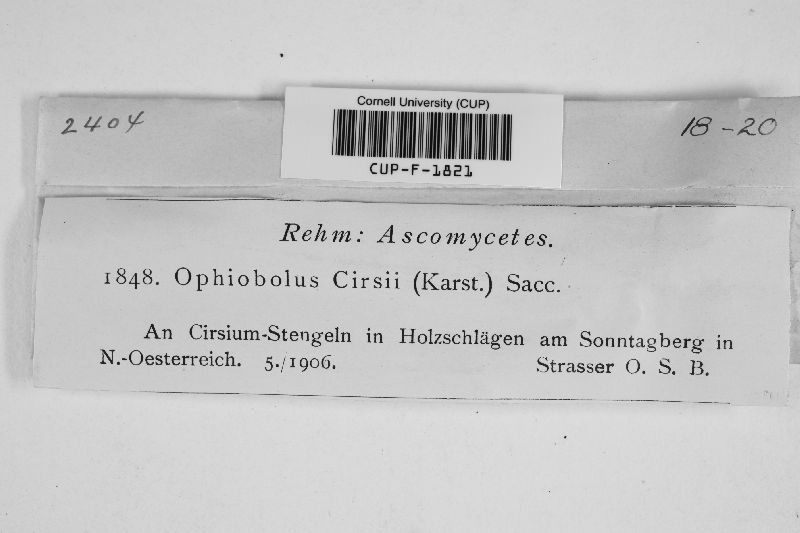 Cornell University (CUP)
CUP-F-1821
2404
18-20
Rehm: Ascomycetes.
1848. Ophiobolus Cirsii (Karst.) Sacc.
An Cirsium-Stengeln in Holzschlägen am Sonntagberg in
N.-Oesterreich. 5./1906. Strasser O. S. B.